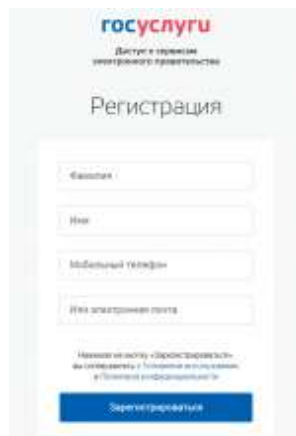 госуслуги
Доступ к сервисам
электронного правительства
Регистрация
Фамилия
Имя
Мобильный телефон
Или электронная почта
Нажимая на кнопку «Зарегистрироваться»,
вы соглашаетесь с Условиями использования
и Политикой конфиденциальности
Зарегистрироваться